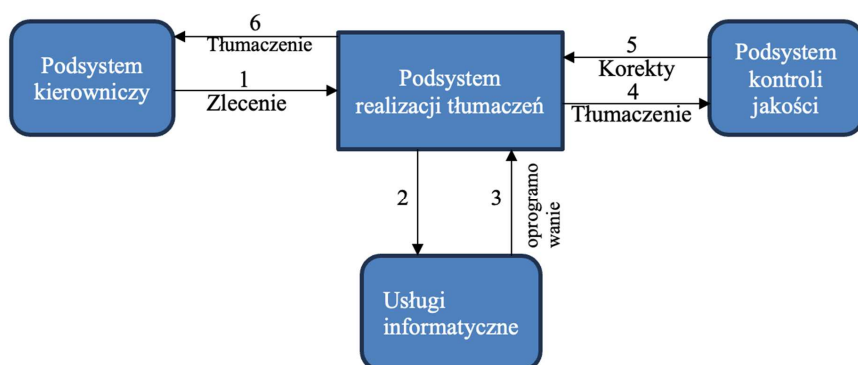 6
Tłumaczenie
Podsystem
kierowniczy
1
Zlecenie
Podsystem
realizacji tłumaczeń
5
Korekty
4
Tłumaczenie
Podsystem
kontroli
jakości
2
3
oprogramo
wanie
Usługi
informatyczne